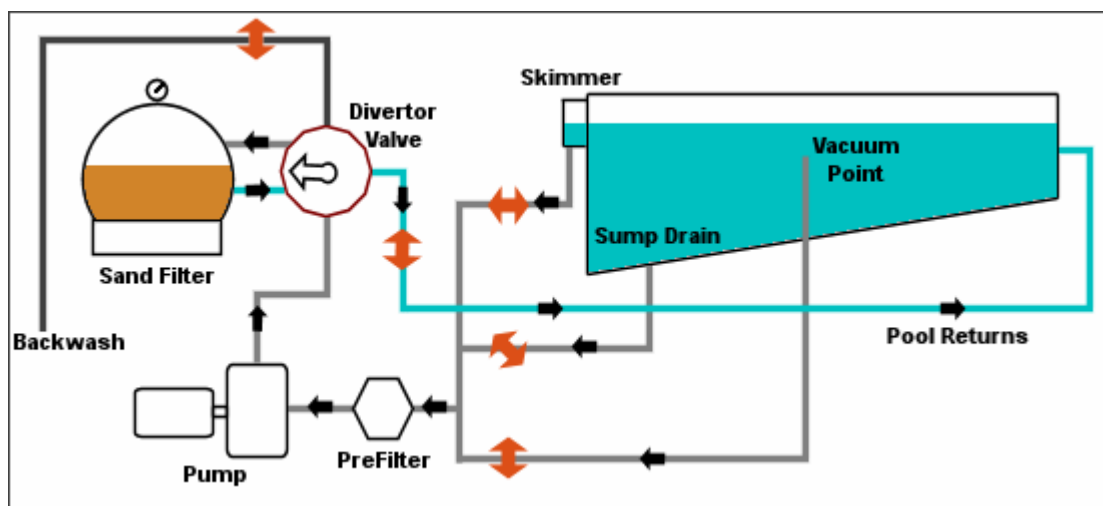 Skimmer
Divertor
Valve
Vacuum
Point
Sump Drain
Sand Filter
Backwash
Pool Returns
PreFilter
Pump